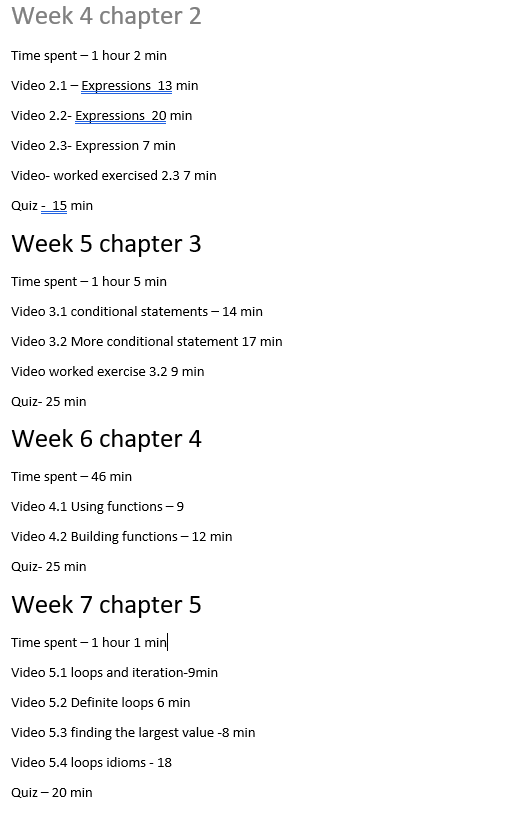 Week 4 chapter 2
Time spent – 1 hour 2 min
Video 2.1 – Expressions  13 min
Video 2.2- Expressions  20 min
Video 2.3- Expression 7 min
Video- worked exercised 2.3 7 min
Quiz -  15 min
Week 5 chapter 3
Time spent – 1 hour 5 min
Video 3.1 conditional statements – 14 min
Video 3.2 More conditional statement 17 min
Video worked exercise 3.2 9 min
Quiz- 25 min
Week 6 chapter 4
Time spent – 46 min
Video 4.1 Using functions – 9
Video 4.2 Building functions – 12 min
Quiz- 25 min
Week 7 chapter 5
Time spent – 1 hour 1 min
Video 5.1 loops and iteration-9min
Video 5.2 Definite loops 6 min
Video 5.3 finding the largest value -8 min
Video 5.4 loops idioms - 18
Quiz – 20 min